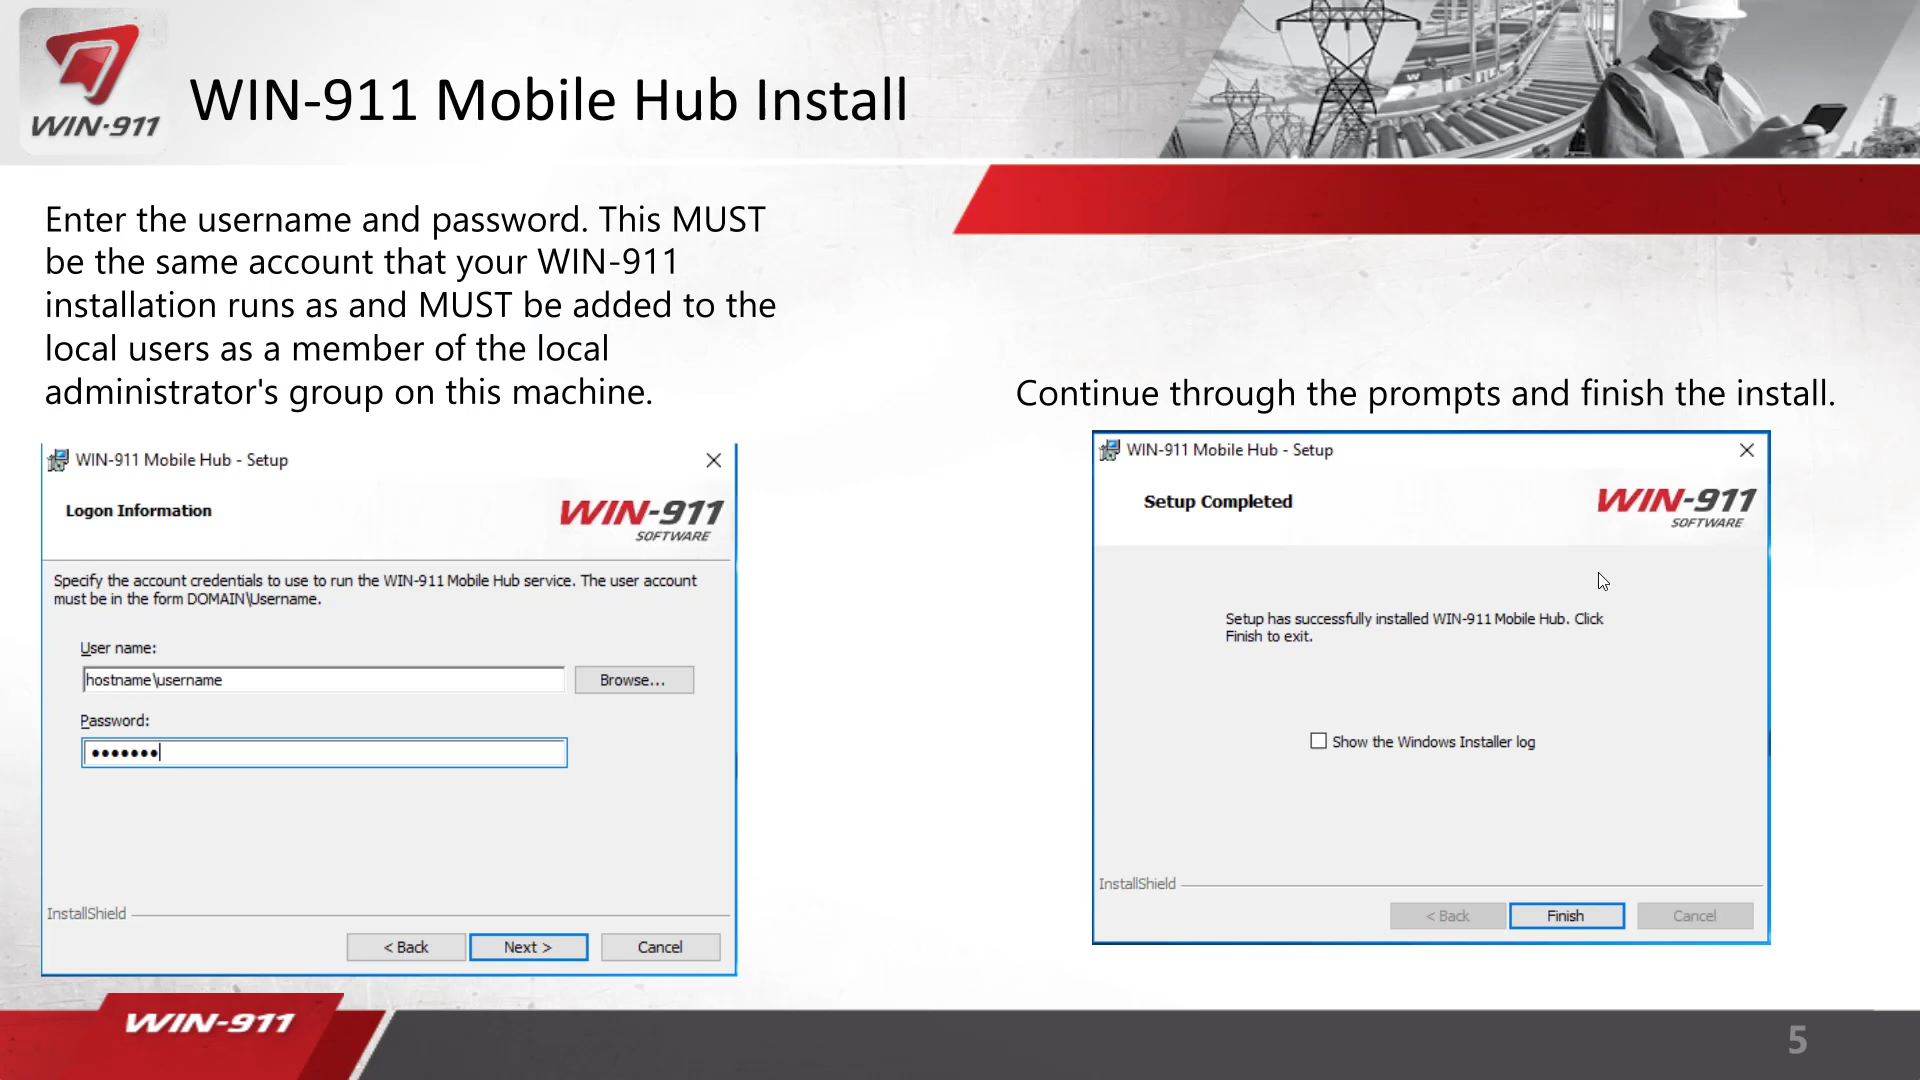 WIN-911
WIN-911 Mobile Hub Install
Enter the username and password. This MUST
be the same account that your WIN-911
installation runs as and MUST be added to the
local users as a member of the local
administrator's group on this machine.
WIN-911 Mobile Hub - Setup
Logon Information
WIN-911
SOFTWARE
Specify the account credentials to use to run the WIN-911 Mobile Hub service. The user account
must be in the form DOMAIN\Username.
User name:
hostname\username
Browse...
Password:
•••••••
InstallShield
< Back
Next >
Cancel
Continue through the prompts and finish the install.
WIN-911 Mobile Hub - Setup
Setup Completed
WIN-911
SOFTWARE
Setup has successfully installed WIN-911 Mobile Hub. Click
Finish to exit.
Show the Windows Installer log
InstallShield
< Back
Finish
Cancel
WIN-911
5